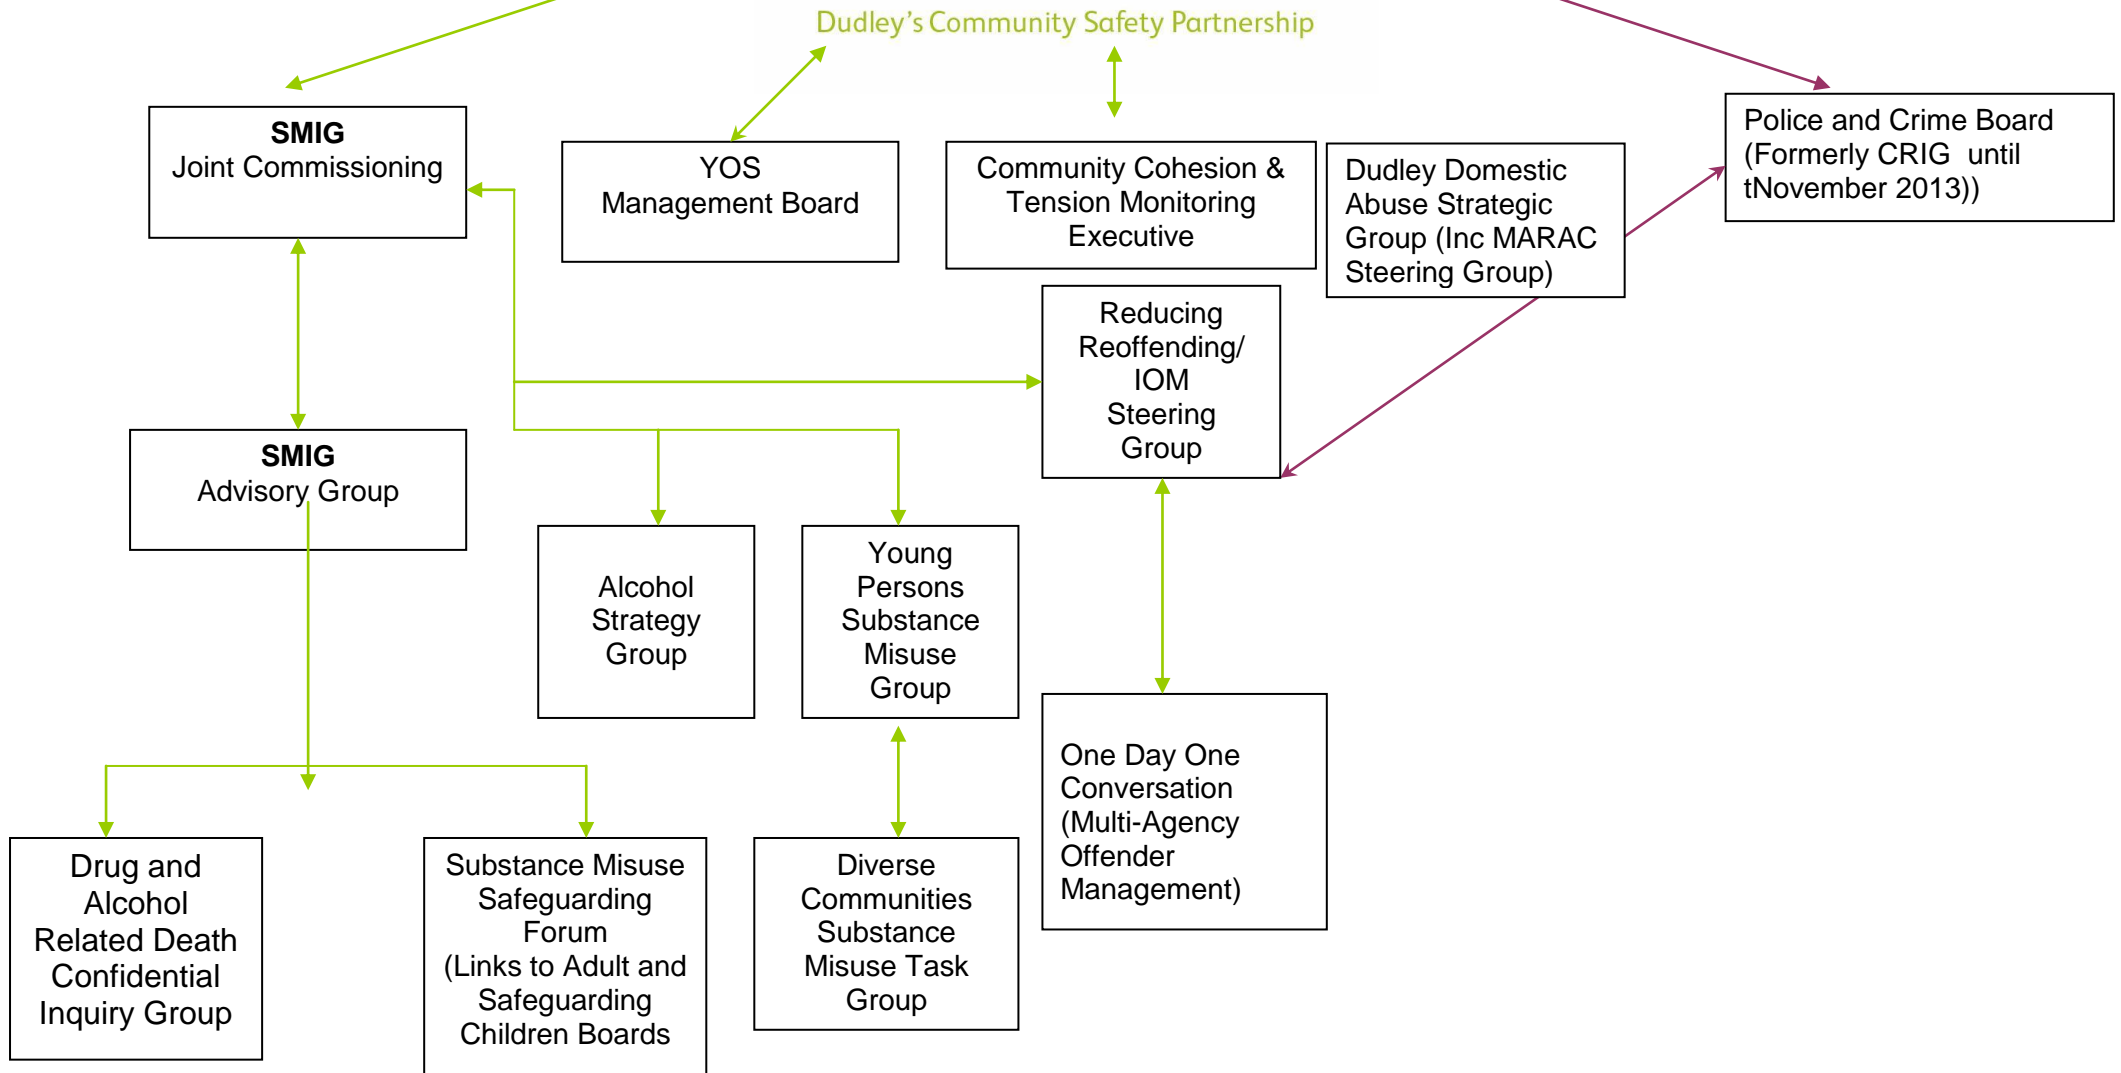 Dudley's Community Safety Partnership
SMIG
Joint Commissioning
YOS
Management Board
Community Cohesion &
Tension Monitoring
Executive
Dudley Domestic
Abuse Strategic
Group (Inc MARAC
Steering Group)
Police and Crime Board
(Formerly CRIG until
tNovember 2013))
Reducing
Reoffending/
IOM
Steering
Group
SMIG
Advisory Group
Alcohol
Strategy
Group
Young
Persons
Substance
Misuse
Group
One Day One
Conversation
(Multi-Agency
Offender
Management)
Drug and
Alcohol
Related Death
Confidential
Inquiry Group
Substance Misuse
Safeguarding
Forum
(Links to Adult and
Safeguarding
Children Boards
Diverse
Communities
Substance
Misuse Task
Group